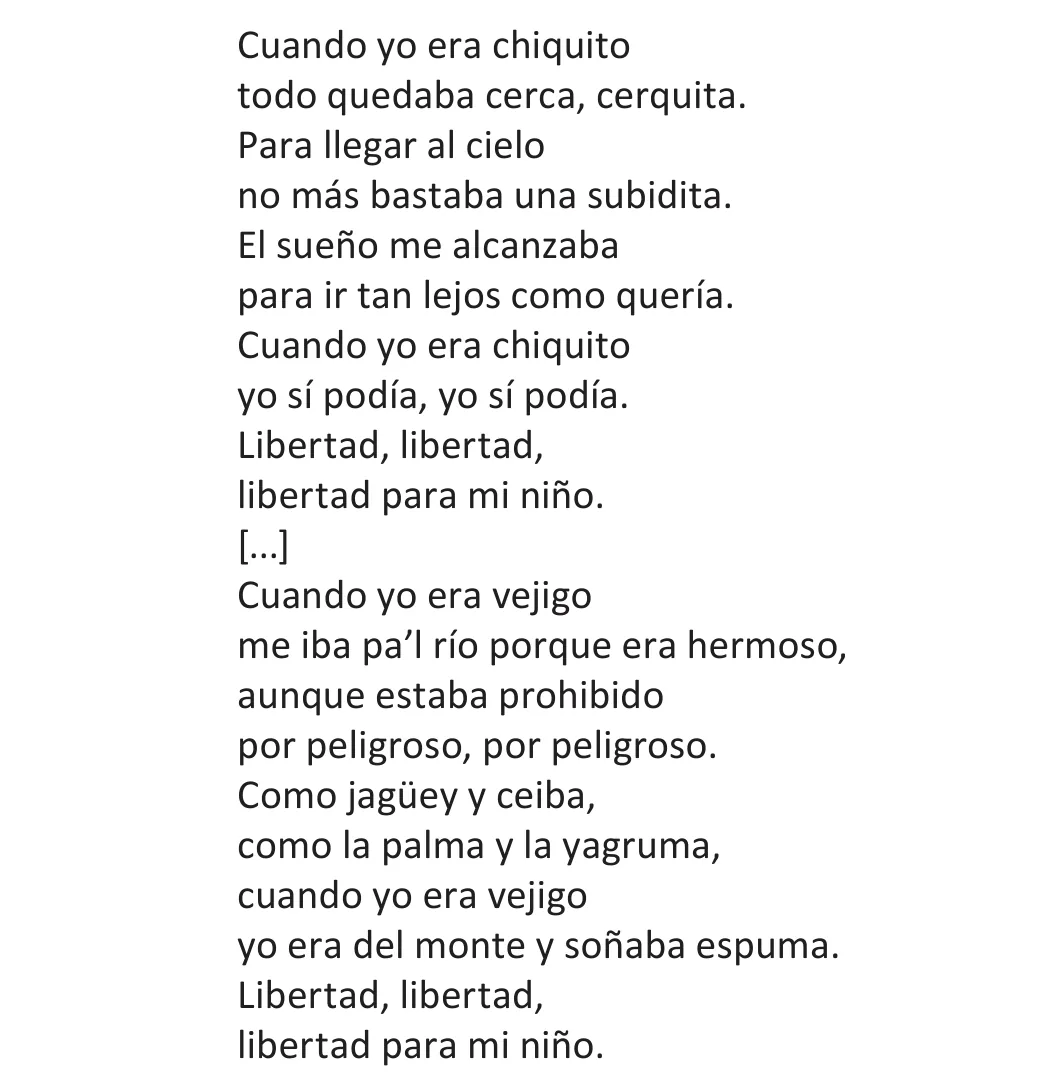 Cuando yo era chiquito
todo quedaba cerca, cerquita.
Para llegar al cielo
no más bastaba una subidita.
El sueño me alcanzaba
para ir tan lejos como quería.
Cuando yo era chiquito
yo sí podía, yo sí podía.
Libertad, libertad,
libertad para mi niño.
[...]
Cuando yo era vejigo
me iba pa’l río porque era hermoso,
aunque estaba prohibido
por peligroso, por peligroso.
Como jagüey y ceiba,
como la palma y la yagruma,
cuando yo era vejigo
yo era del monte y soñaba espuma.
Libertad, libertad,
libertad para mi niño.